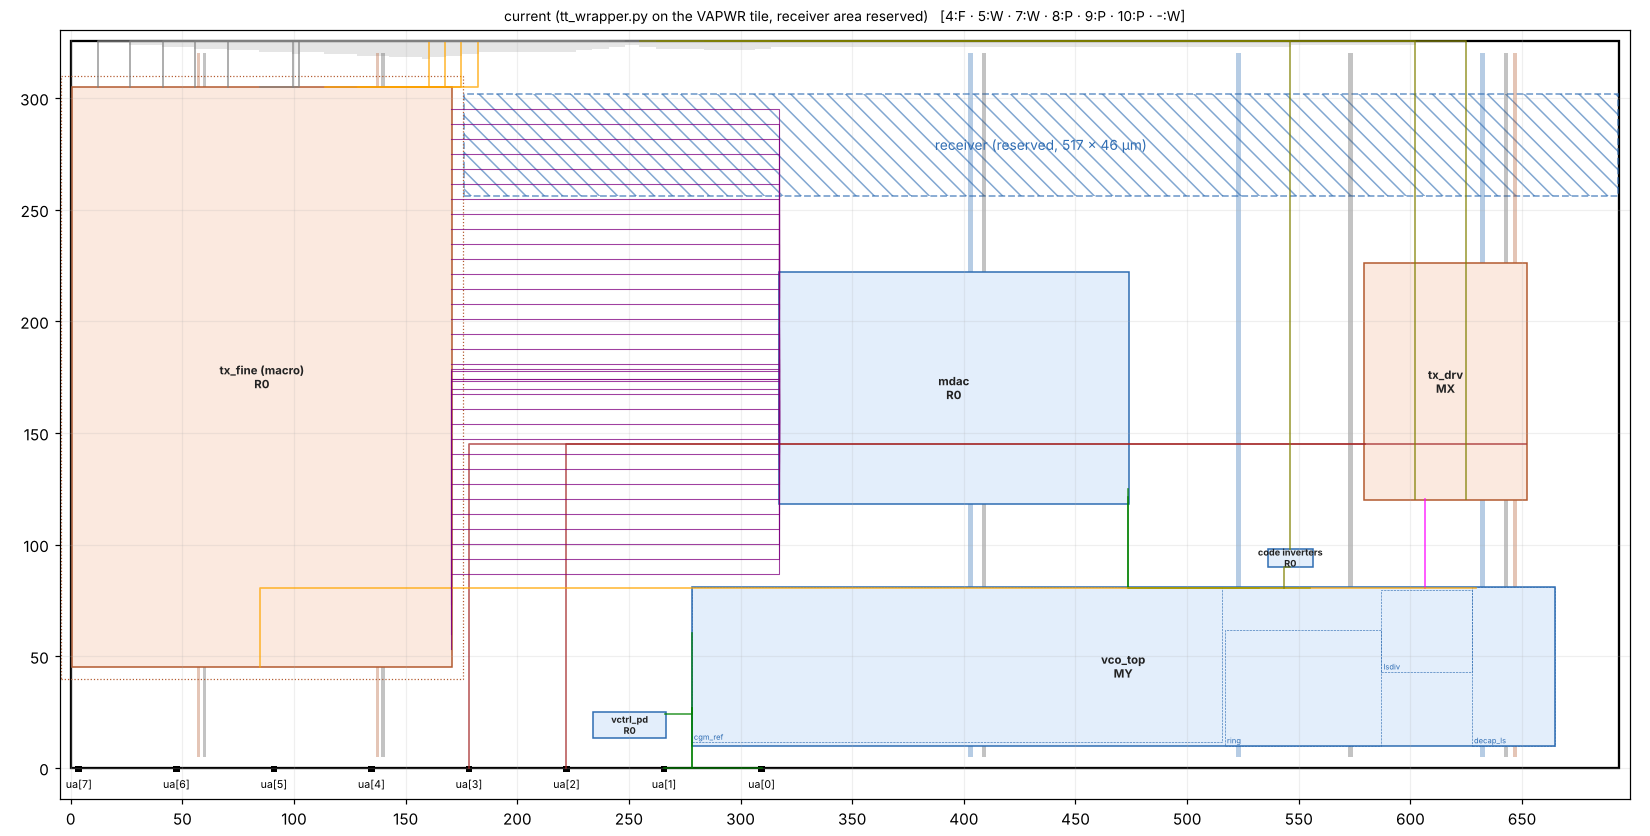 current (tt_wrapper.py on the VAPWR tile, receiver area reserved)   [4:F · 5:W · 7:W · 8:P · 9:P · 10:P · -:W]
300
250
200
150
100
50
0
receiver (reserved, 517 × 46 µm)
tx_fine (macro)
R0
mdac
R0
tx_drv
MX
code inverters
R0
vco_top
MY
lsdiv
vctrl_pd
R0
cgm_ref
ring
decap_ls
ua[7]
ua[6]
ua[5]
ua[4]
ua[3]
ua[2]
ua[1]
ua[0]
0
50
100
150
200
250
300
350
400
450
500
550
600
650